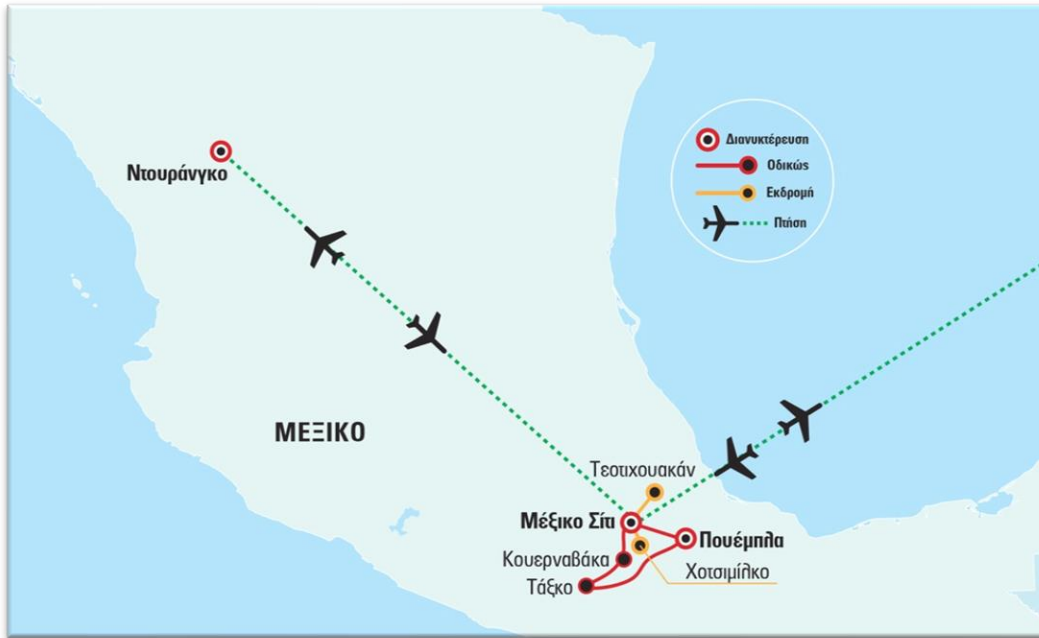 Διανυκτέρευση
Οδικώς
Εκδρομή
Πτήση
Ντουράνγκο
ΜΕΞΙΚΟ
Τεοτιχουακάν
Μέξικο Σίτι
Πουέμπλα
Κουερναβάκα
Χοτσιμίλκο
Τάξκο